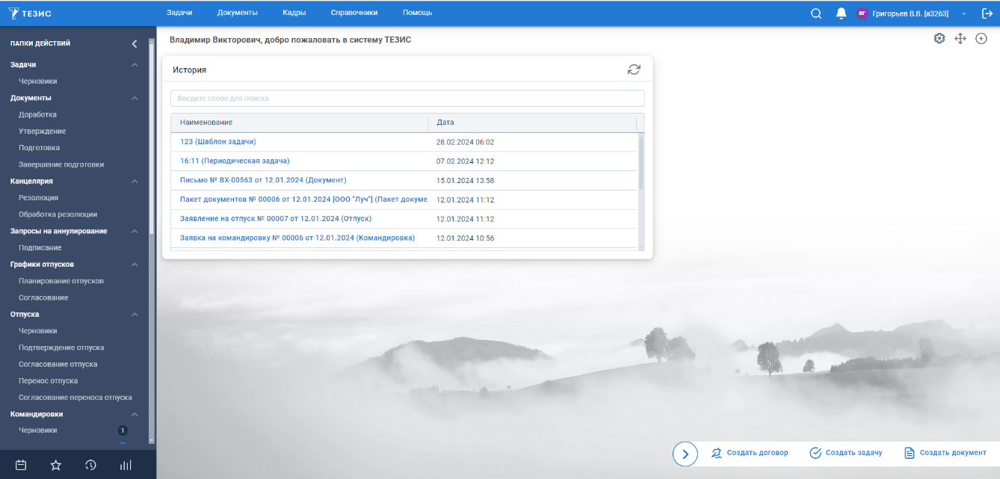 ТЕЗИС
Задачи
Документы
Кадры
Справочники
Помощь
ВГ
Григорьев В.В. [a3263]
ПАПКИ ДЕЙСТВИЙ
Задачи
Черновики
Документы
Доработка
Утверждение
Подготовка
Завершение подготовки
Канцелярия
Резолюция
Обработка резолюции
Запросы на аннулирование
Подписание
Графики отпусков
Планирование отпусков
Согласование
Отпуска
Черновики
Подтверждение отпуска
Согласование отпуска
Перенос отпуска
Согласование переноса отпуска
Командировки
Черновики 1
Владимир Викторович, добро пожаловать в систему ТЕЗИС
История
Введите слово для поиска
Наименование Дата
123 (Шаблон задачи) 28.02.2024 06:02
16:11 (Периодическая задача) 07.02.2024 12:12
Письмо № ВХ-00563 от 12.01.2024 (Документ) 15.01.2024 13:58
Пакет документов № 00006 от 12.01.2024 [ООО "Луч"] (Пакет докуме 12.01.2024 11:12
Заявление на отпуск № 00007 от 12.01.2024 (Отпуск) 12.01.2024 11:12
Заявка на командировку № 00006 от 12.01.2024 (Командировка) 12.01.2024 10:56
Создать договор
Создать задачу
Создать документ